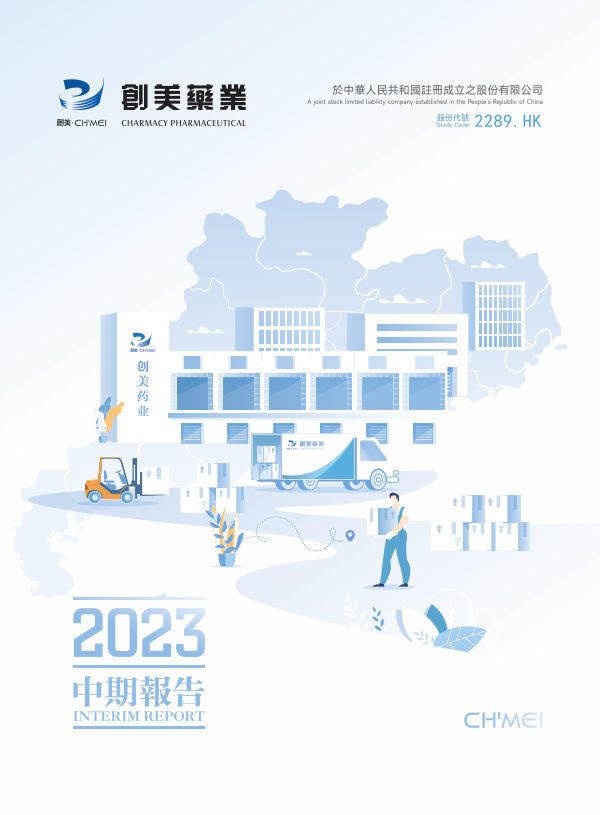 創美·CH'MEI
創美藥業
CHARMACY PHARMACEUTICAL
於中華人民共和國註冊成立之股份有限公司
A joint stock limited liability company established in the People's Republic of China
股份代號
Stock Code
2289. HK
創美·CH'MEI
创美药业
創美藥業
2023
中期報告
INTERIM REPORT
CH'MEI